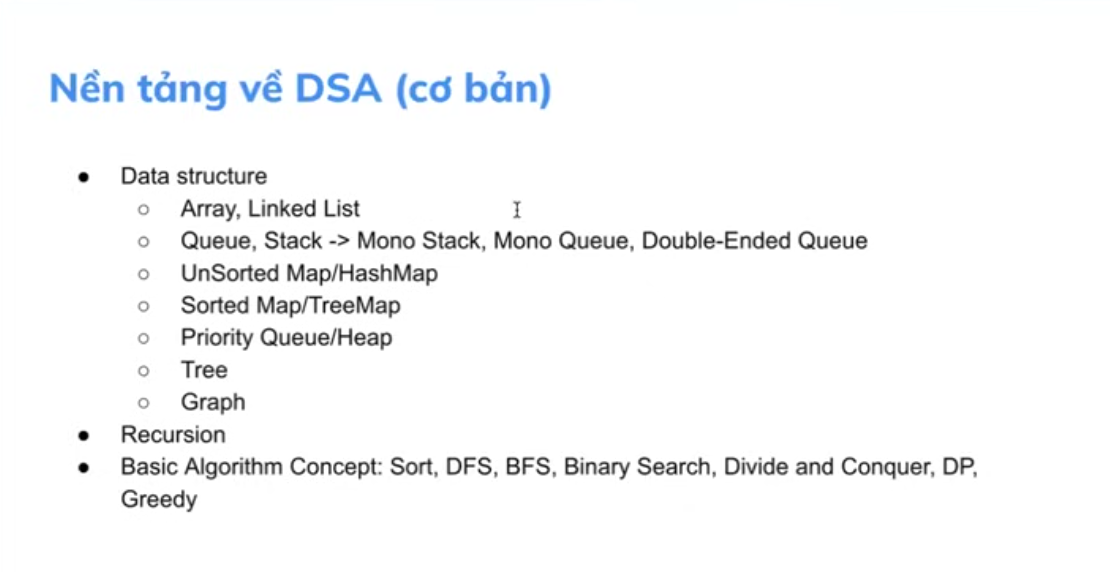 Nền tảng về DSA (cơ bản)
● Data structure
○ Array, Linked List
○ Queue, Stack -> Mono Stack, Mono Queue, Double-Ended Queue
○ UnSorted Map/HashMap
○ Sorted Map/TreeMap
○ Priority Queue/Heap
○ Tree
○ Graph
● Recursion
● Basic Algorithm Concept: Sort, DFS, BFS, Binary Search, Divide and Conquer, DP,
Greedy